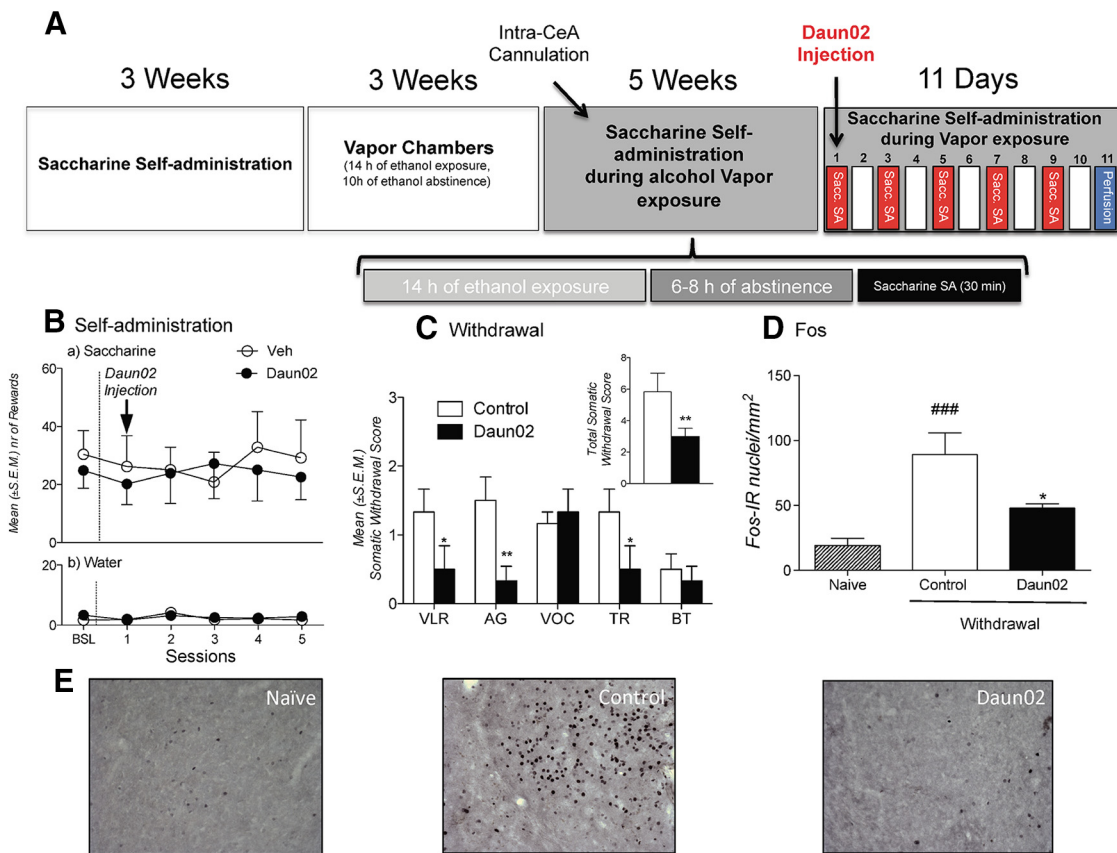 A
Intra-CeA
Cannulation
Daun02
Injection
3 Weeks
3 Weeks
5 Weeks
11 Days
Saccharine Self-administration
Vapor Chambers
(14 h of ethanol exposure,
10h of ethanol abstinence)
Saccharine Self-
administration
during alcohol Vapor
exposure
Saccharine Self-administration
during Vapor exposure
1 2 3 4 5 6 7 8 9 10 11
Sacc. SA
Sacc. SA
Sacc. SA
Sacc. SA
Sacc. SA
Perfusion
14 h of ethanol exposure
6-8 h of abstinence
Saccharine SA (30 min)
B Self-administration
a) Saccharine
Veh
Daun02
Daun02
Injection
Mean (±S.E.M.) nr of Rewards
60
40
20
0
b) Water
20
0
BSL 1 2 3 4 5
Sessions
C Withdrawal
Control
Daun02
Mean (±S.E.M.)
Somatic Withdrawal Score
3
2
1
0
* ** * 
VLR AG VOC TR BT
Total Somatic
Withdrawal Score
8
6
4
2
0
**
D Fos
Fos-IR nuclei/mm²
150
100
50
0
###
*
Naive Control Daun02
Withdrawal
E
Naïve
Control
Daun02